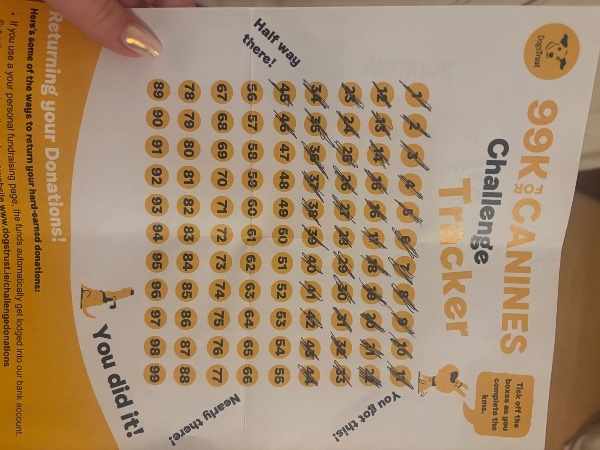 DogsTrust
99K FOR CANINES
Challenge
Tracker
Tick off the
boxes as you
complete the
kms.
1 2 3 4 5 6 7 8 9 10 11
12 13 14 15 16 17 18 19 20 21 22
You got this!
23 24 25 26 27 28 29 30 31 32 33
34 35 36 37 38 39 40 41 42 43 44
Half way
there!
45 46 47 48 49 50 51 52 53 54 55
56 57 58 59 60 61 62 63 64 65 66
67 68 69 70 71 72 73 74 75 76 77
Nearly there!
78 79 80 81 82 83 84 85 86 87 88
89 90 91 92 93 94 95 96 97 98 99
You did it!
Returning your Donations!
Here's some of the ways to return your hard-earned donations:
• If you use a your personal fundraising page, the funds automatically get lodged into our bank account.
website www.dogstrust.ie/challengedonations